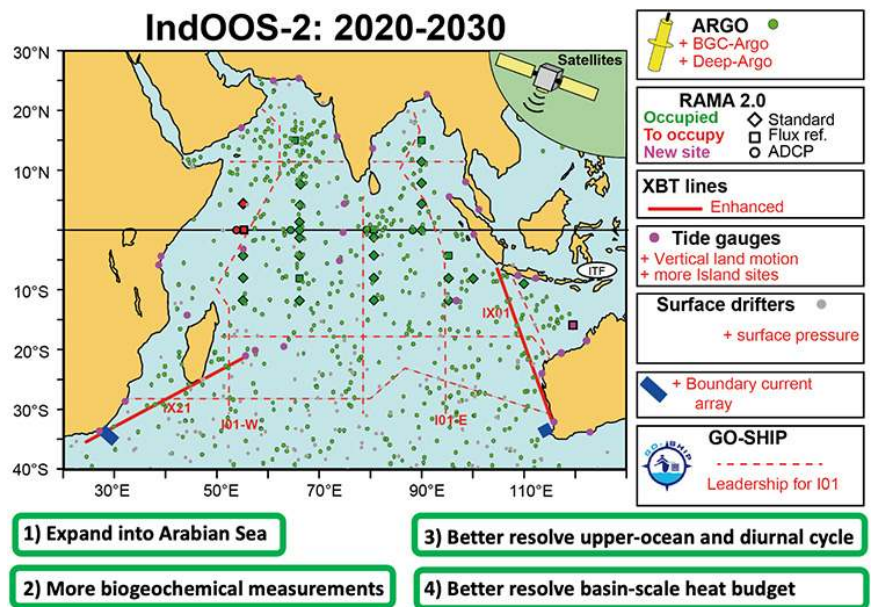 IndOOS-2: 2020-2030
30°N
20°N
10°N
0°
10°S
20°S
30°S
40°S
30°E
50°E
70°E
90°E
110°E
Satellites
ITF
IX01
IX21
I01-W
I01-E
ARGO
+ BGC-Argo
+ Deep-Argo
RAMA 2.0
Occupied
To occupy
New site
Standard
Flux ref.
ADCP
XBT lines
Enhanced
Tide gauges
+ Vertical land motion
+ more Island sites
Surface drifters
+ surface pressure
+ Boundary current
array
GO-SHIP
GO-SHIP
Leadership for I01
1) Expand into Arabian Sea
2) More biogeochemical measurements
3) Better resolve upper-ocean and diurnal cycle
4) Better resolve basin-scale heat budget